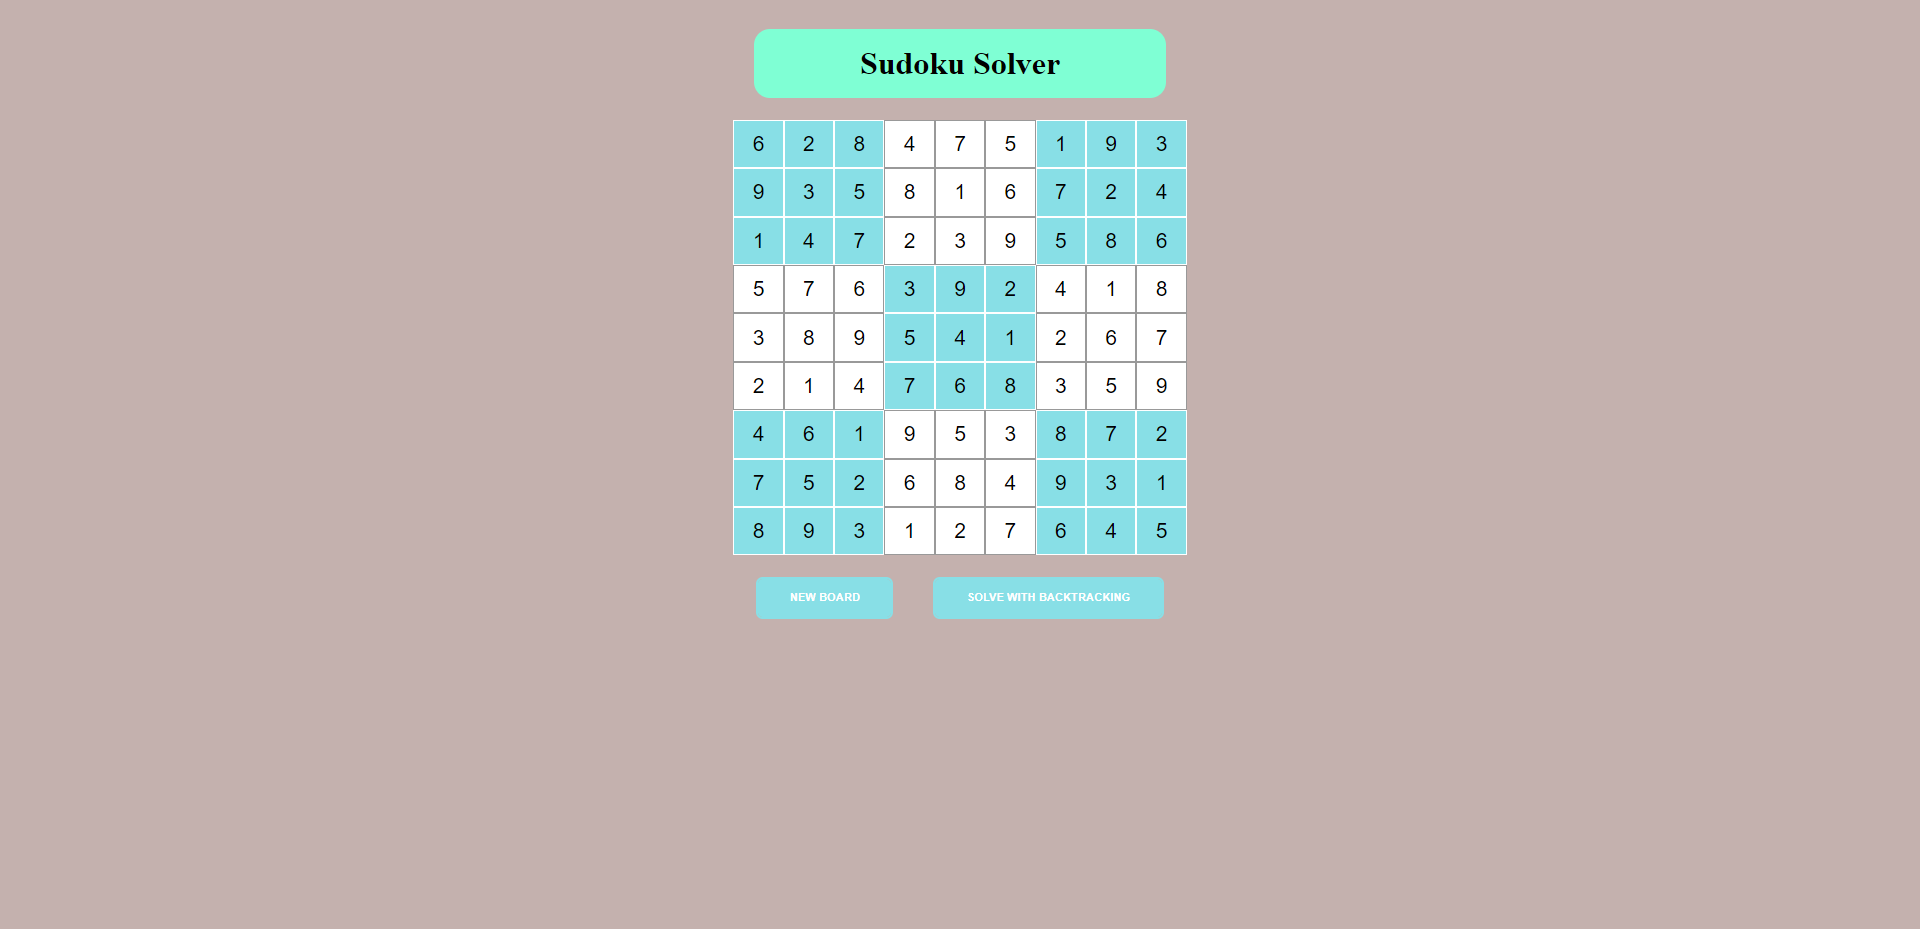 Sudoku Solver
6 2 8 4 7 5 1 9 3
9 3 5 8 1 6 7 2 4
1 4 7 2 3 9 5 8 6
5 7 6 3 9 2 4 1 8
3 8 9 5 4 1 2 6 7
2 1 4 7 6 8 3 5 9
4 6 1 9 5 3 8 7 2
7 5 2 6 8 4 9 3 1
8 9 3 1 2 7 6 4 5
NEW BOARD SOLVE WITH BACKTRACKING